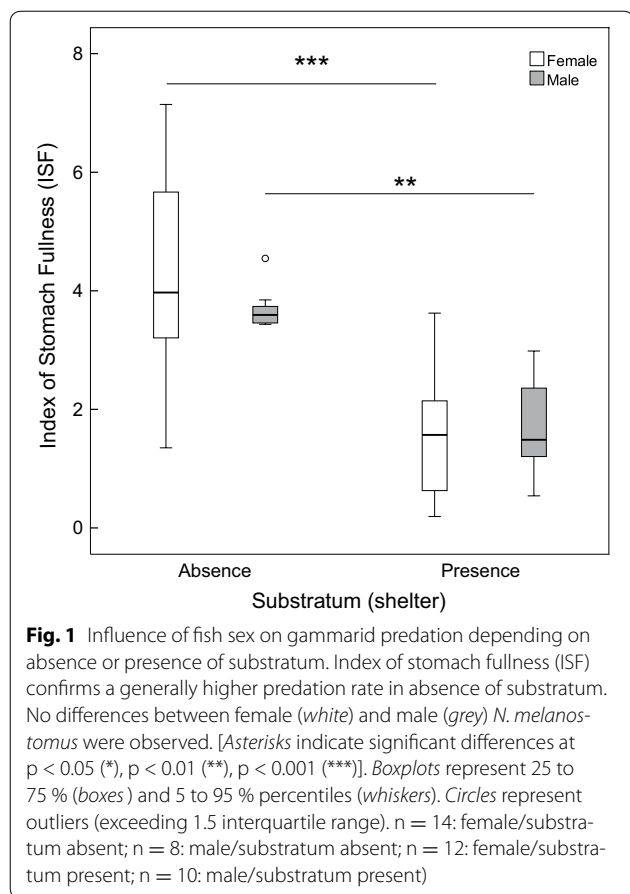 8
***
Female
Male
6
**
Index of Stomach Fullness (ISF)
4
2
0
Absence Presence
Substratum (shelter)
Fig. 1 Influence of fish sex on gammarid predation depending on
absence or presence of substratum. Index of stomach fullness (ISF)
confirms a generally higher predation rate in absence of substratum.
No differences between female (white) and male (grey) N. melanos-
tomus were observed. [Asterisks indicate significant differences at
p < 0.05 (*), p < 0.01 (**), p < 0.001 (***)]. Boxplots represent 25 to
75 % (boxes) and 5 to 95 % percentiles (whiskers). Circles represent
outliers (exceeding 1.5 interquartile range). n = 14: female/substra-
tum absent; n = 8: male/substratum absent; n = 12: female/substra-
tum present; n = 10: male/substratum present)